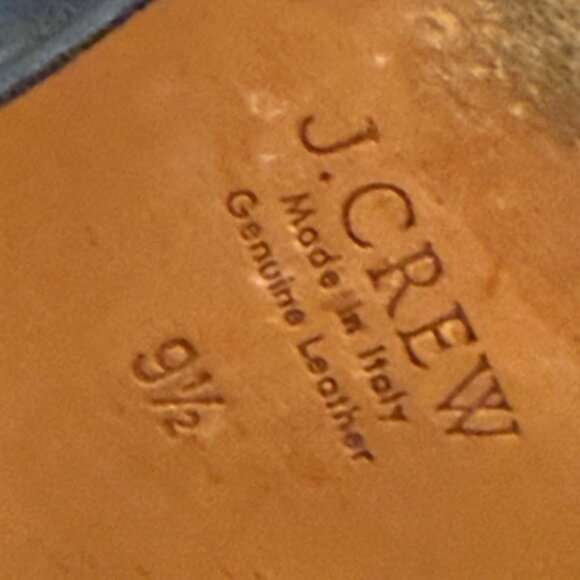 J.CREW
Made in Italy
Genuine Leather
9½